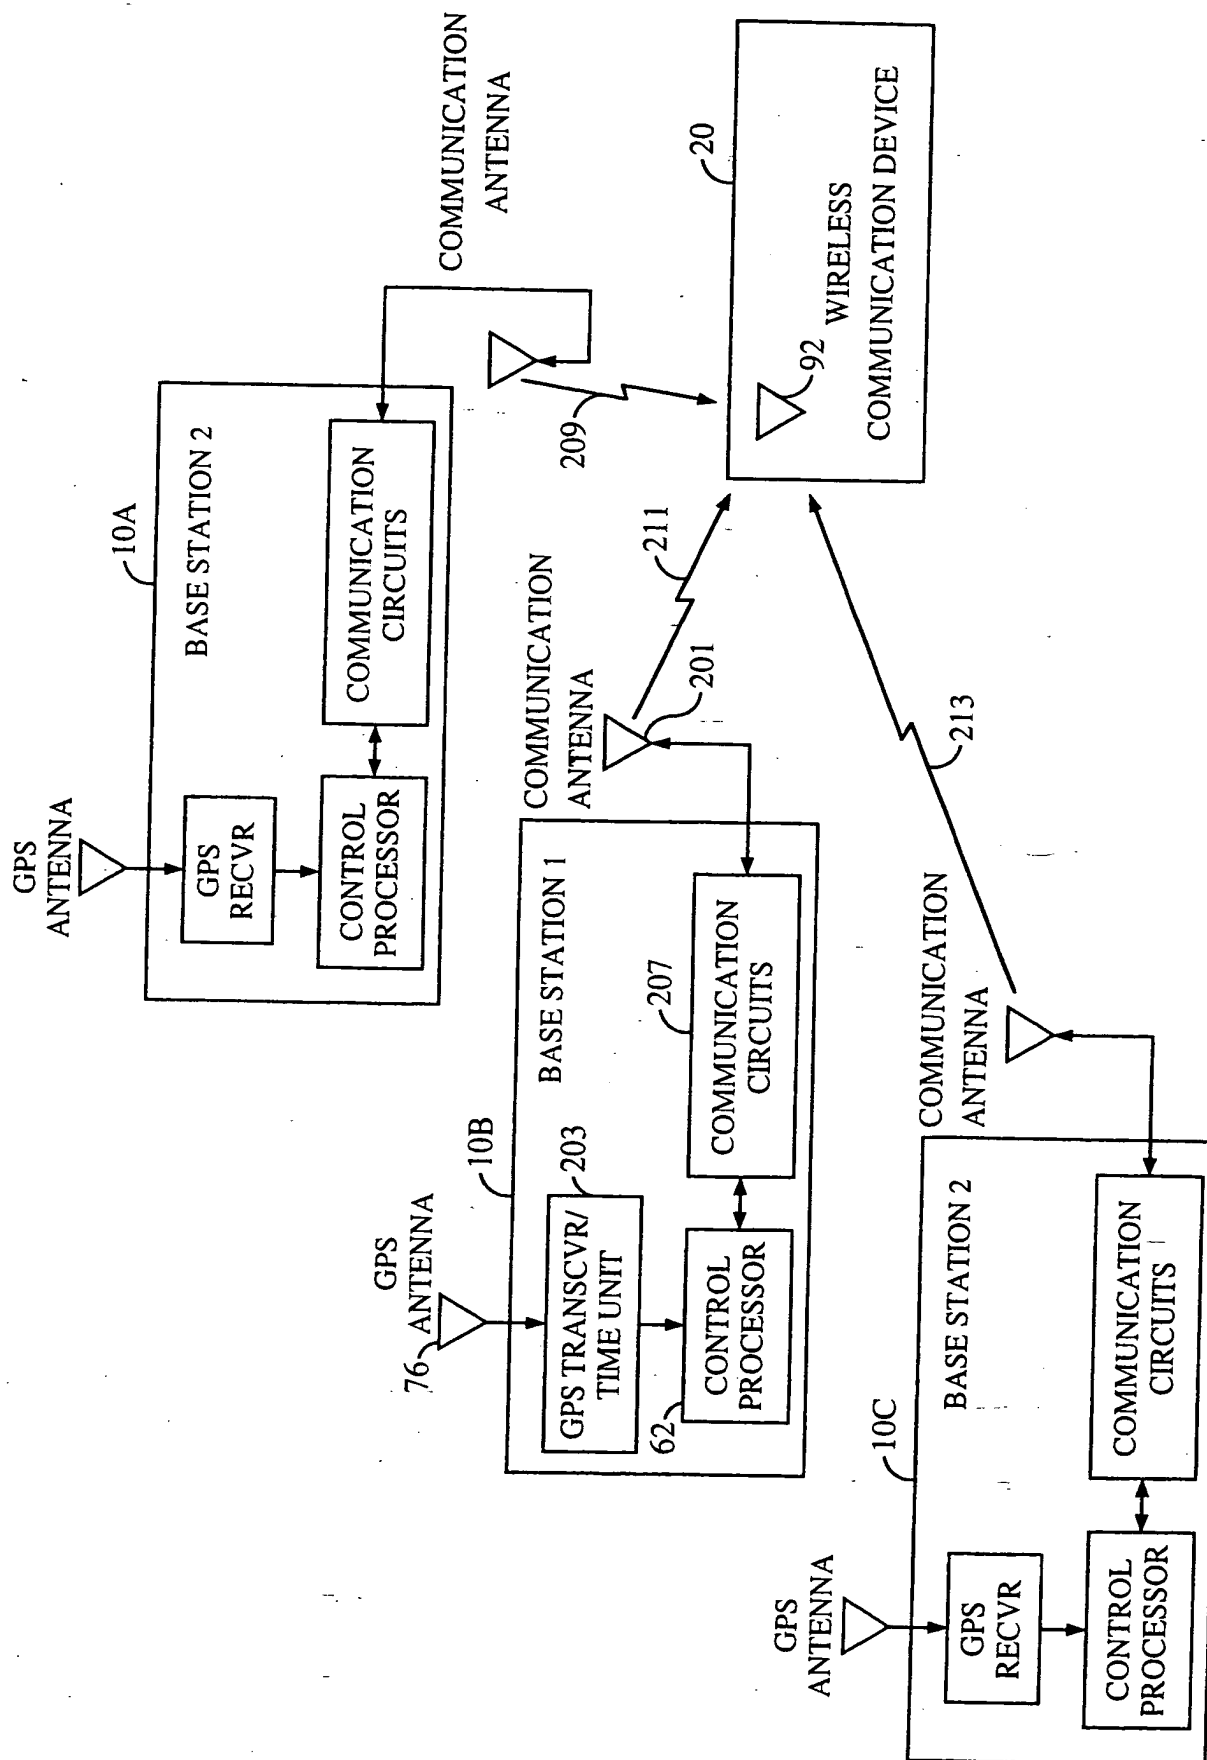 GPS
ANTENNA
10A
BASE STATION 2
GPS
RECVR
CONTROL
PROCESSOR
COMMUNICATION
CIRCUITS
COMMUNICATION
ANTENNA
209
GPS
ANTENNA
76
10B
BASE STATION 1
GPS TRANSCVR/
TIME UNIT
203
62
CONTROL
PROCESSOR
207
COMMUNICATION
CIRCUITS
COMMUNICATION
ANTENNA
201
211
20
92
WIRELESS
COMMUNICATION DEVICE
GPS
ANTENNA
10C
BASE STATION 2
GPS
RECVR
CONTROL
PROCESSOR
COMMUNICATION
CIRCUITS
COMMUNICATION
ANTENNA
213